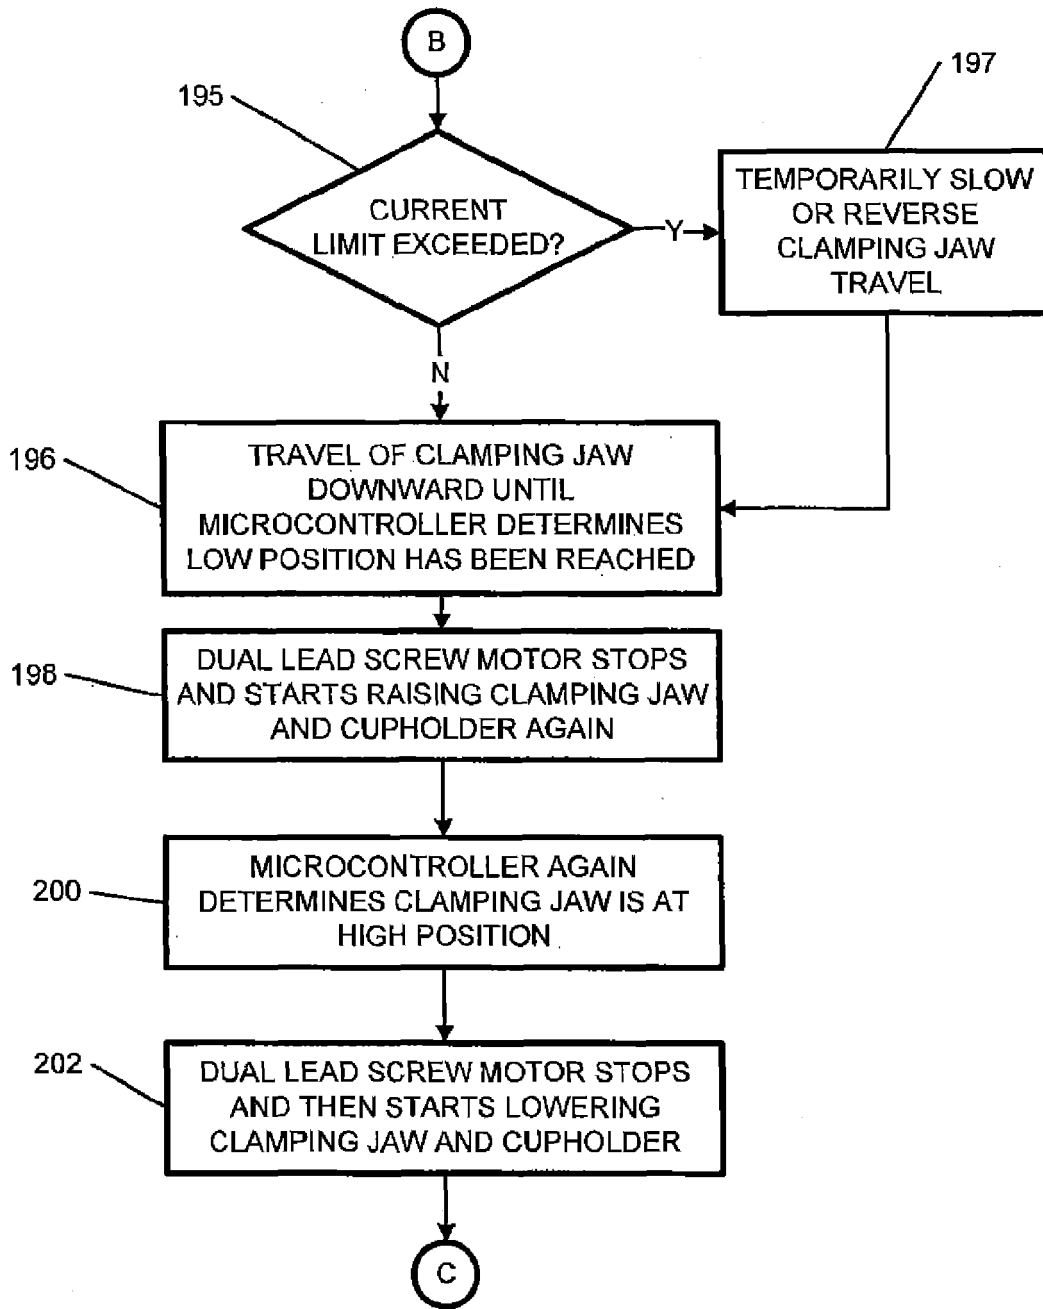 B
195
197
CURRENT
LIMIT EXCEEDED?
Y
TEMPORARILY SLOW
OR REVERSE
CLAMPING JAW
TRAVEL
N
196
TRAVEL OF CLAMPING JAW
DOWNWARD UNTIL
MICROCONTROLLER DETERMINES
LOW POSITION HAS BEEN REACHED
198
DUAL LEAD SCREW MOTOR STOPS
AND STARTS RAISING CLAMPING JAW
AND CUPHOLDER AGAIN
200
MICROCONTROLLER AGAIN
DETERMINES CLAMPING JAW IS AT
HIGH POSITION
202
DUAL LEAD SCREW MOTOR STOPS
AND THEN STARTS LOWERING
CLAMPING JAW AND CUPHOLDER
C